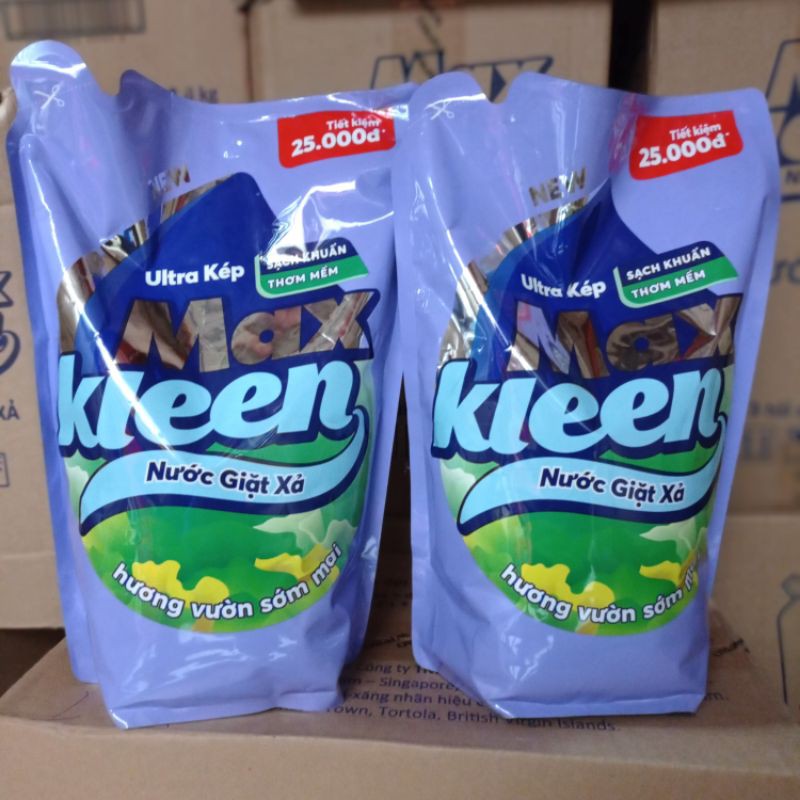 Tiết kiệm
25.000đ*
NEW
Ultra Kép
SẠCH KHUẨN
THƠM MỀM
Max
kleen
Nước Giặt Xả
hương vườn sớm mai
Tiết kiệm
25.000đ*
NEW
Ultra Kép
SẠCH KHUẨN
THƠM MỀM
Max
kleen
Nước Giặt Xả
hương vườn sớm
Công ty
– Singapore,
nhãn hiệu
Town, Tortola, British Virgin Islands.